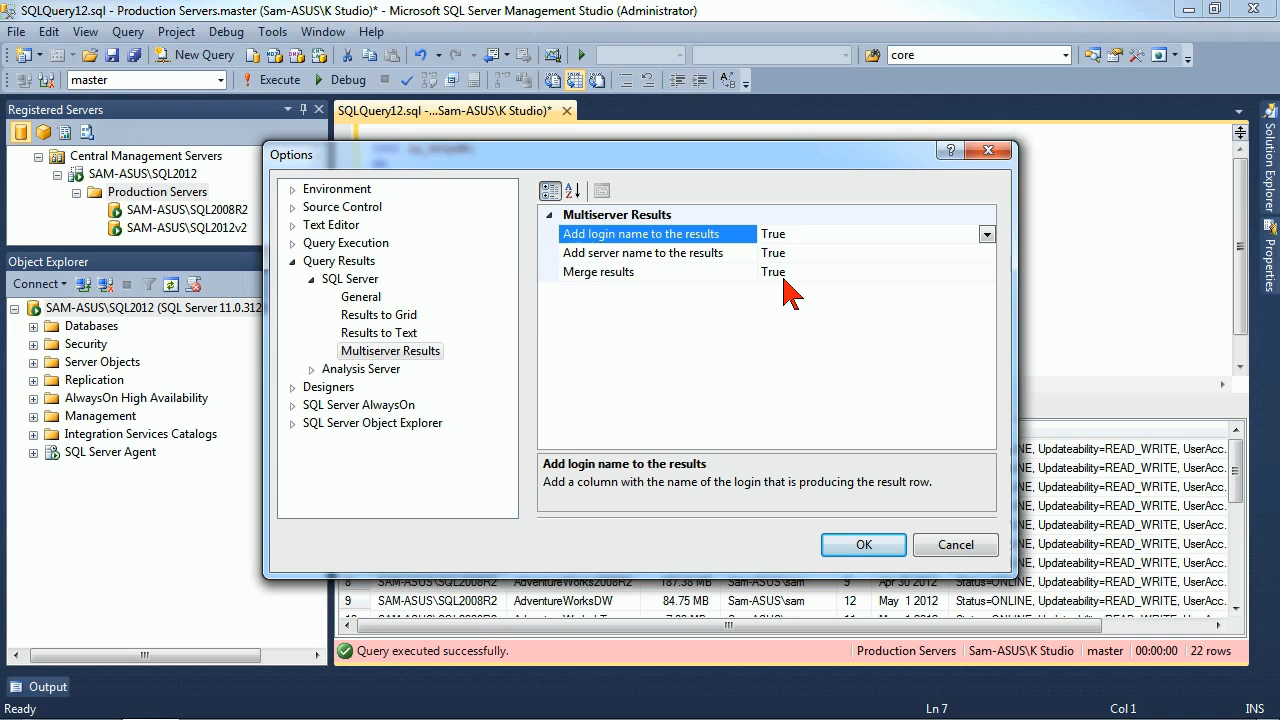 SQLQuery12.sql - Production Servers.master (Sam-ASUS\K Studio)* - Microsoft SQL Server Management Studio (Administrator)
File Edit View Query Project Debug Tools Window Help
New Query core
master Execute Debug
Registered Servers
SQLQuery12.sql -...Sam-ASUS\K Studio)*
Central Management Servers
SAM-ASUS\SQL2012
Production Servers
SAM-ASUS\SQL2008R2
SAM-ASUS\SQL2012v2
Object Explorer
Connect
SAM-ASUS\SQL2012 (SQL Server 11.0.312
Databases
Security
Server Objects
Replication
AlwaysOn High Availability
Management
Integration Services Catalogs
SQL Server Agent
Options
Environment
Source Control
Text Editor
Query Execution
Query Results
SQL Server
General
Results to Grid
Results to Text
Multiserver Results
Analysis Server
Designers
SQL Server AlwaysOn
SQL Server Object Explorer
Multiserver Results
Add login name to the results True
Add server name to the results True
Merge results True
Add login name to the results
Add a column with the name of the login that is producing the result row.
OK Cancel
Solution Explorer
Properties
NE, Updateability=READ_WRITE, UserAcc.
NE, Updateability=READ_WRITE, UserAcc.
NE, Updateability=READ_WRITE, UserAcc.
NE, Updateability=READ_WRITE, UserAcc.
NE, Updateability=READ_WRITE, UserAcc.
NE, Updateability=READ_WRITE, UserAcc.
NE, Updateability=READ_WRITE, UserAcc.
8 SAM-ASUS\SQL2008R2 AdventureWorks2008R2 187.38 MB Sam-ASUS\sam 9 Apr 30 2012 Status=ONLINE, Updateability=READ_WRITE, UserAcc.
9 SAM-ASUS\SQL2008R2 AdventureWorksDW 84.75 MB Sam-ASUS\sam 12 May 1 2012 Status=ONLINE, Updateability=READ_WRITE, UserAcc.
Query executed successfully. Production Servers Sam-ASUS\K Studio master 00:00:00 22 rows
Output
Ready Ln 7 Col 1 INS